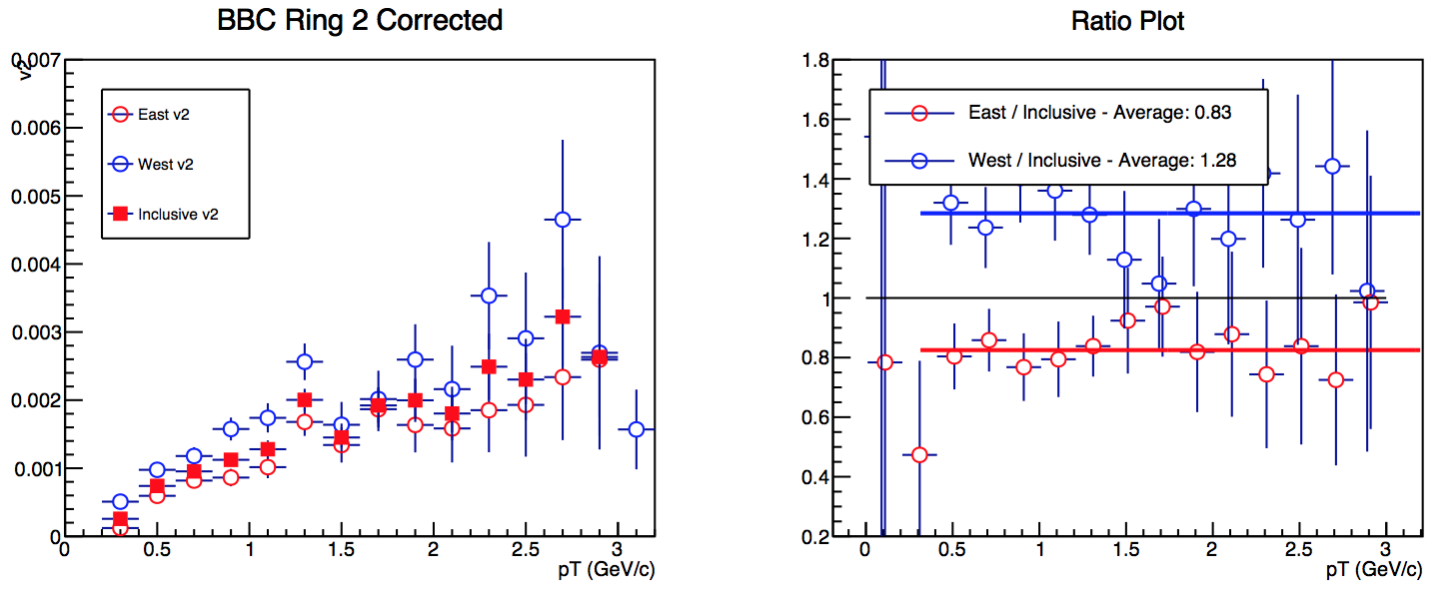 BBC Ring 2 Corrected
v2
0.007
0.006
0.005
0.004
0.003
0.002
0.001
0
East v2
West v2
Inclusive v2
0 0.5 1 1.5 2 2.5 3
pT (GeV/c)
Ratio Plot
1.8
1.6
1.4
1.2
1
0.8
0.6
0.4
0.2
East / Inclusive - Average: 0.83
West / Inclusive - Average: 1.28
0 0.5 1 1.5 2 2.5 3
pT (GeV/c)